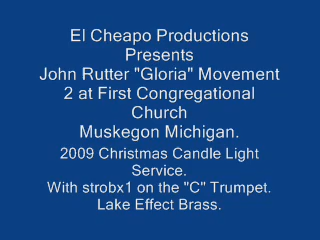 El Cheapo Productions
Presents
John Rutter "Gloria" Movement
2 at First Congregational
Church
Muskegon Michigan.
2009 Christmas Candle Light
Service.
With strobx1 on the "C" Trumpet.
Lake Effect Brass.